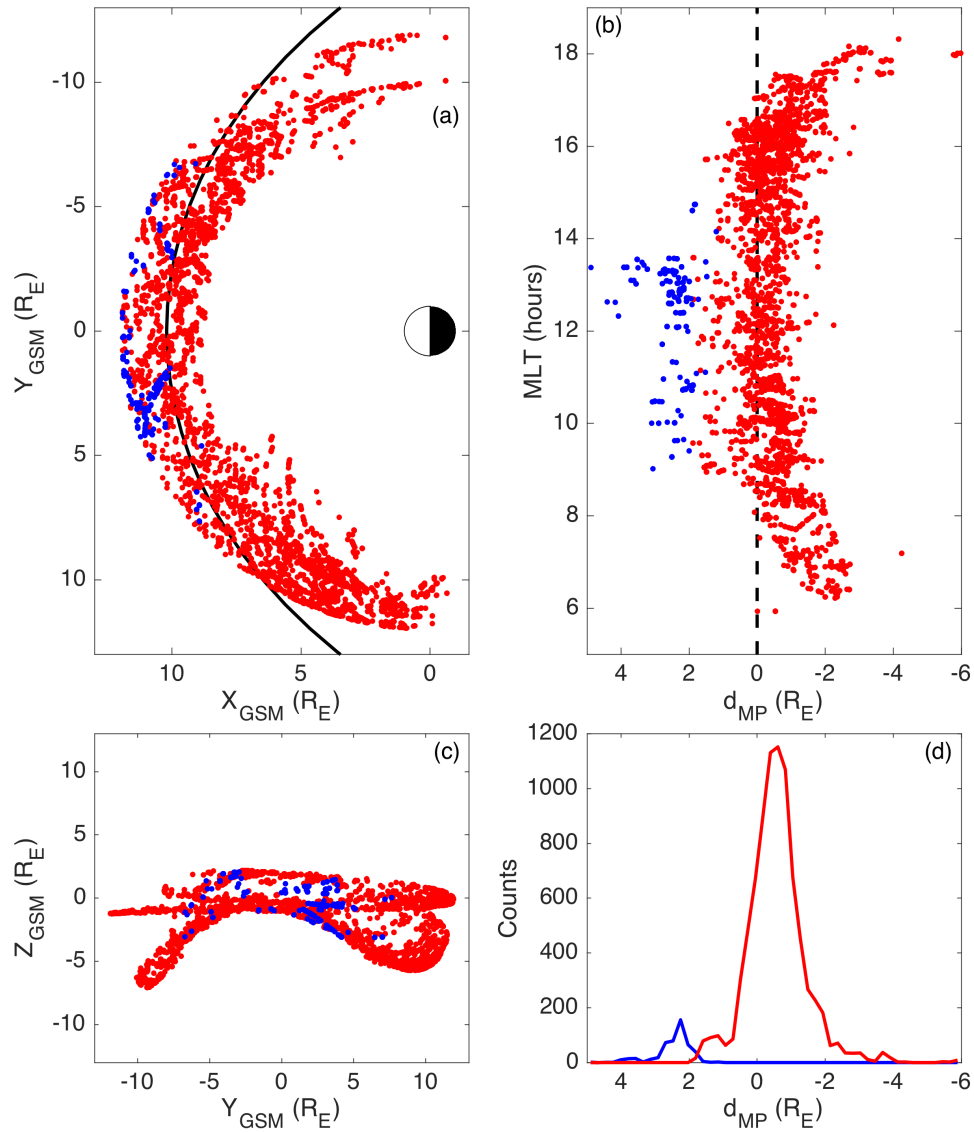 (a)
-10
-5
0
5
10
Y_GSM (R_E)
10 5 0
X_GSM (R_E)
(b)
18
16
14
12
10
8
6
MLT (hours)
4 2 0 -2 -4 -6
d_MP (R_E)
(c)
10
5
0
-5
-10
Z_GSM (R_E)
-10 -5 0 5 10
Y_GSM (R_E)
(d)
1200
1000
800
600
400
200
0
Counts
4 2 0 -2 -4 -6
d_MP (R_E)